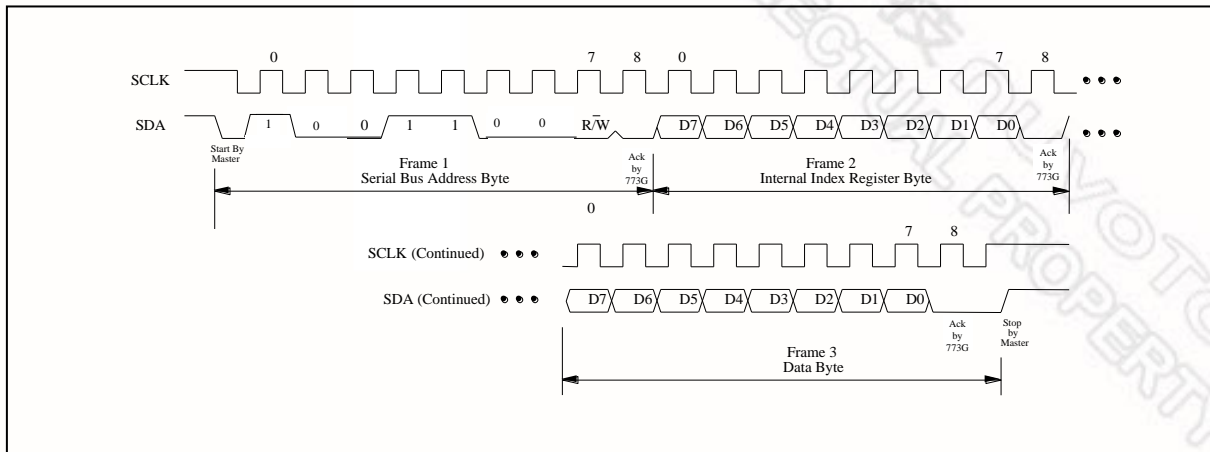 0 7 8 0 7 8
SCLK
SDA 1 0 0 1 1 0 0 R/W D7 D6 D5 D4 D3 D2 D1 D0
Start By
Master
Ack
by
773G
Ack
by
773G
Frame 1
Serial Bus Address Byte
Frame 2
Internal Index Register Byte
0
7 8
SCLK (Continued)
SDA (Continued) D7 D6 D5 D4 D3 D2 D1 D0
Ack
by
773G
Stop
by
Master
Frame 3
Data Byte
NUVOTO
LECTUAL PROPERTY